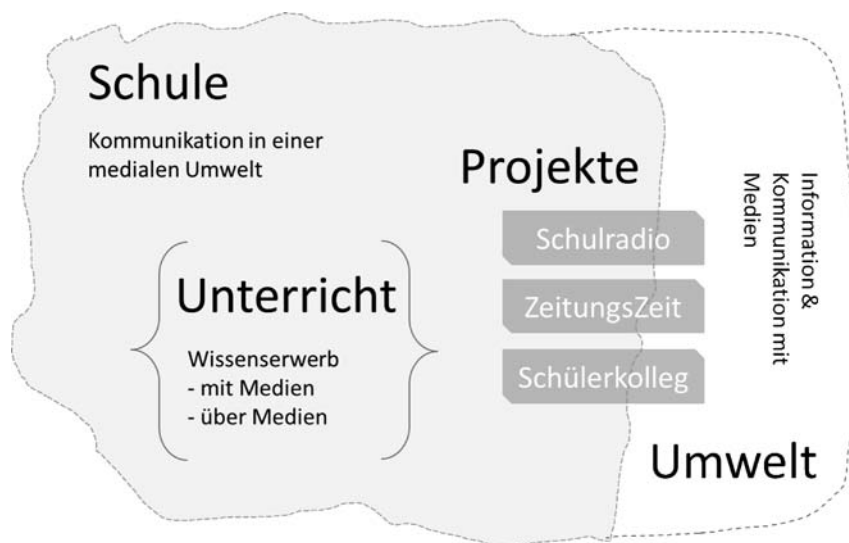 Schule
Kommunikation in einer
medialen Umwelt
Projekte
Schulradio
ZeitungsZeit
Schülerkolleg
Unterricht
Wissenserwerb
- mit Medien
- über Medien
Information &
Kommunikation mit
Medien
Umwelt